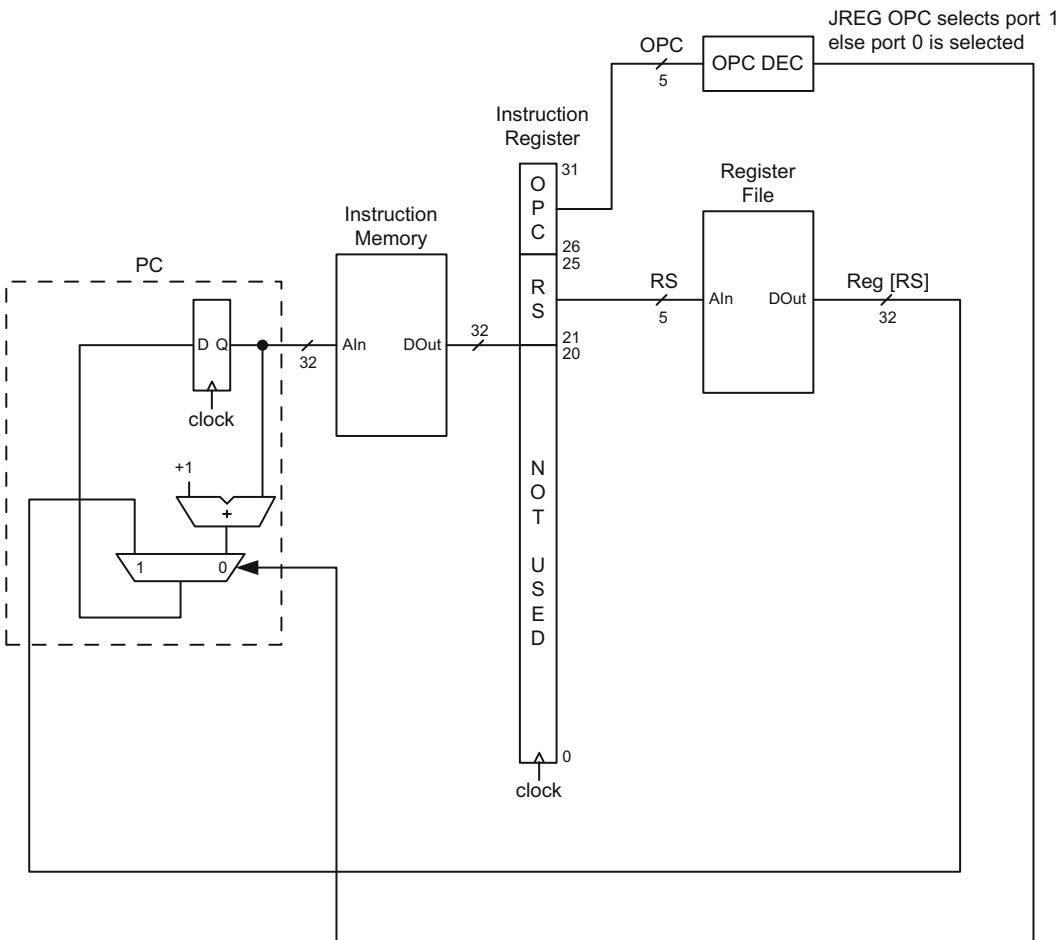 JREG OPC selects port 1
else port 0 is selected
OPC
5
OPC DEC
Instruction
Register
31
O
P
C
26
25
R
S
21
20
N
O
T
U
S
E
D
0
clock
Register
File
RS
5
AIn
DOut
Reg [RS]
32
Instruction
Memory
AIn
DOut
32
32
PC
D Q
clock
+1
+
1
0